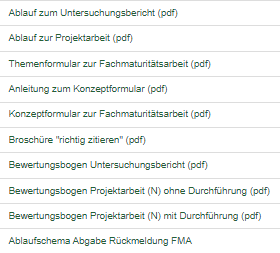 Ablauf zum Untersuchungsbericht (pdf)
Ablauf zur Projektarbeit (pdf)
Themenformular zur Fachmaturitätsarbeit (pdf)
Anleitung zum Konzeptformular (pdf)
Konzeptformular zur Fachmaturitätsarbeit (pdf)
Broschüre "richtig zitieren" (pdf)
Bewertungsbogen Untersuchungsbericht (pdf)
Bewertungsbogen Projektarbeit (N) ohne Durchführung (pdf)
Bewertungsbogen Projektarbeit (N) mit Durchführung (pdf)
Ablaufschema Abgabe Rückmeldung FMA